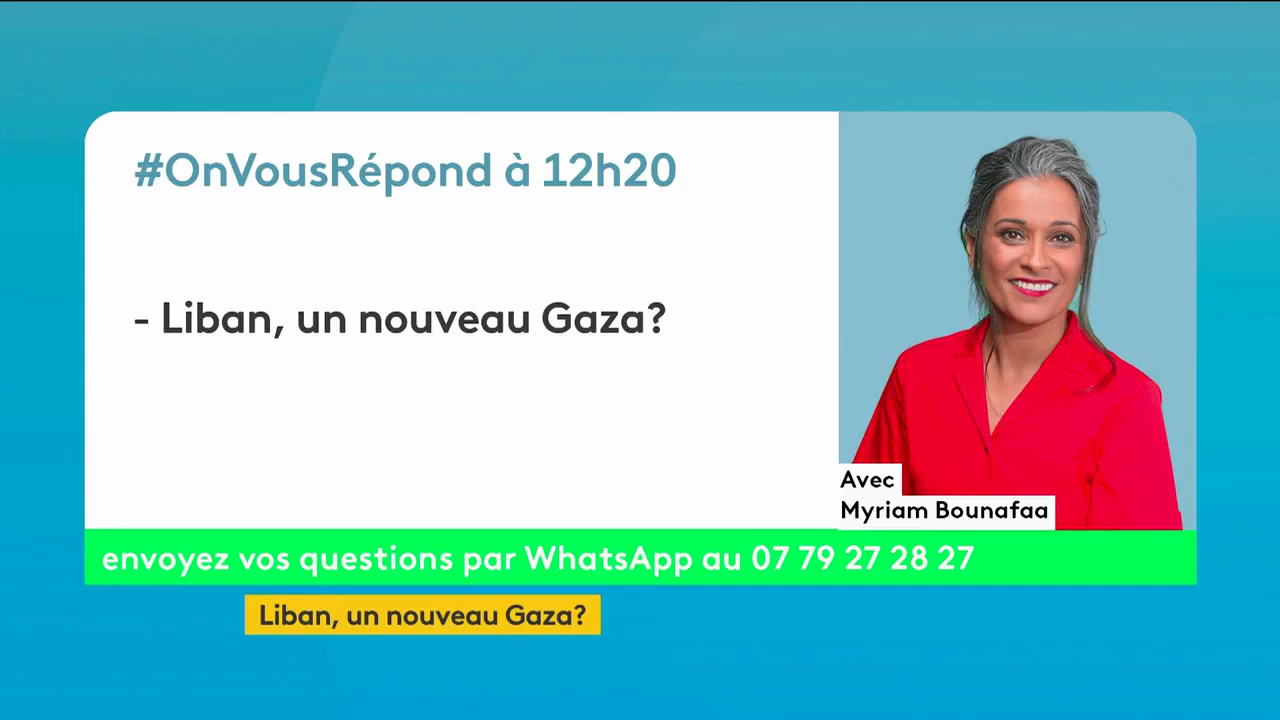 #OnVousRépond à 12h20
- Liban, un nouveau Gaza?
Avec
Myriam Bounafaa
envoyez vos questions par WhatsApp au 07 79 27 28 27
Liban, un nouveau Gaza?